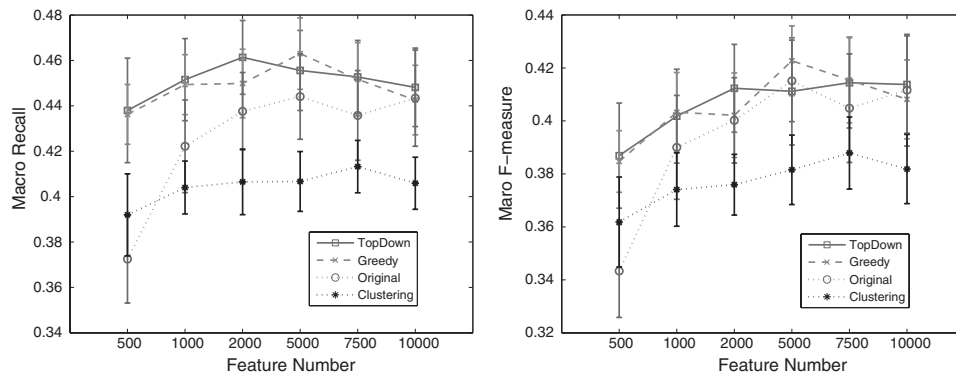 0.48
0.46
0.44
0.42
0.4
0.38
0.36
0.34
Macro Recall
500 1000 2000 5000 7500 10000
Feature Number
TopDown
Greedy
Original
Clustering
0.44
0.42
0.4
0.38
0.36
0.34
0.32
Maro F-measure
500 1000 2000 5000 7500 10000
Feature Number
TopDown
Greedy
Original
Clustering